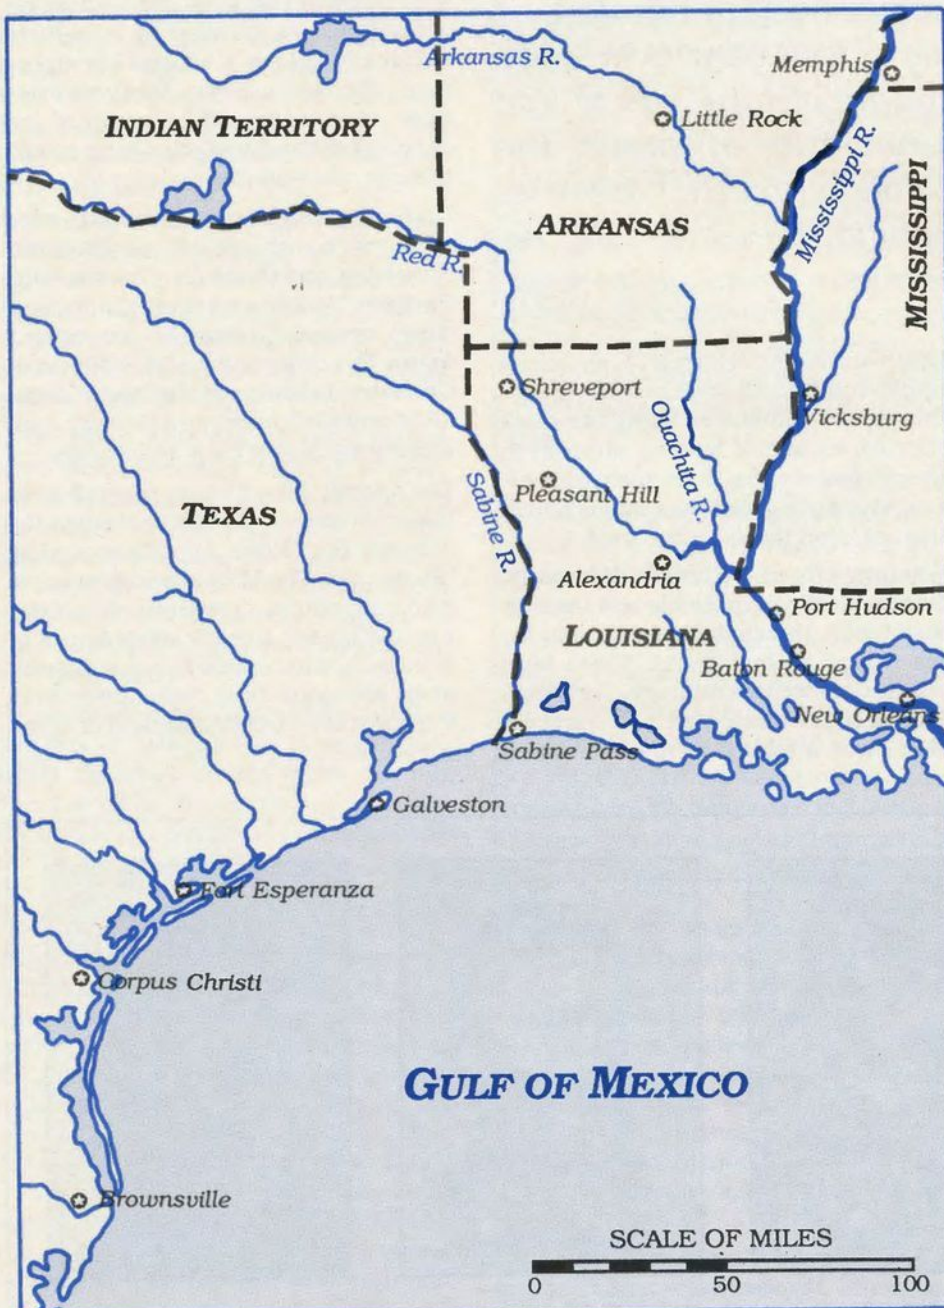 Arkansas R.
Memphis
Little Rock
INDIAN TERRITORY
Mississippi R.
MISSISSIPPI
ARKANSAS
Red R.
Shreveport
Vicksburg
Ouachita R.
Pleasant Hill
TEXAS
Sabine R.
Alexandria
Port Hudson
LOUISIANA
Baton Rouge
New Orleans
Sabine Pass
Galveston
Fort Esperanza
Corpus Christi
GULF OF MEXICO
Brownsville
SCALE OF MILES
0 50 100